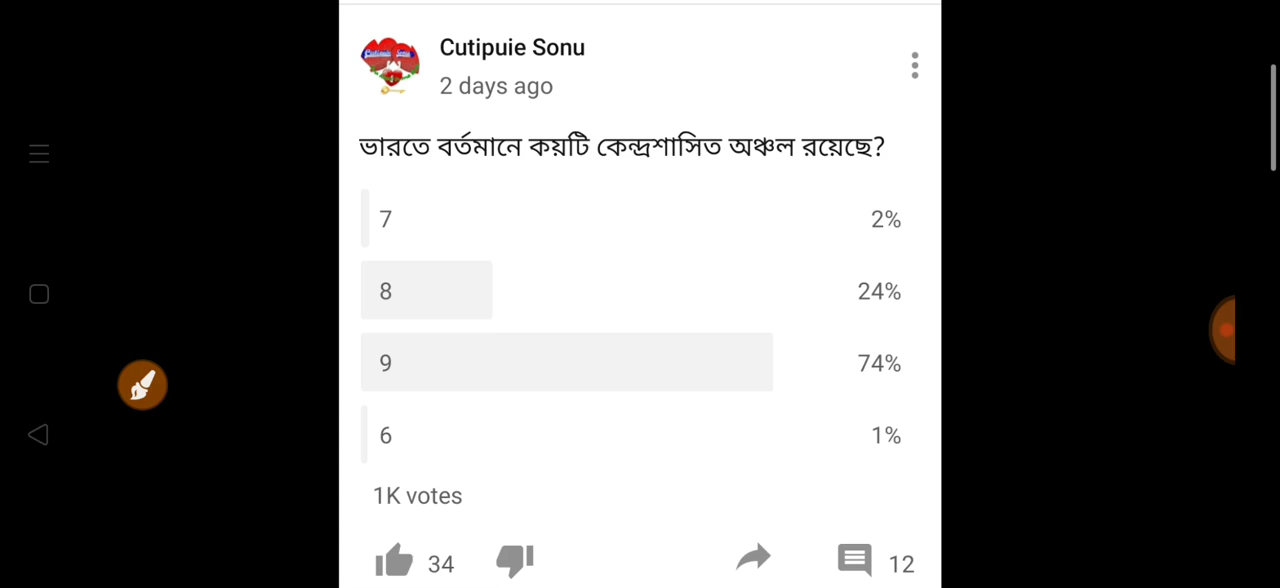 Cutipuie Sonu
2 days ago
ভারতে বর্তমানে কয়টি কেন্দ্রশাসিত অঞ্চল রয়েছে?
7 2%
8 24%
9 74%
6 1%
1K votes
34 12